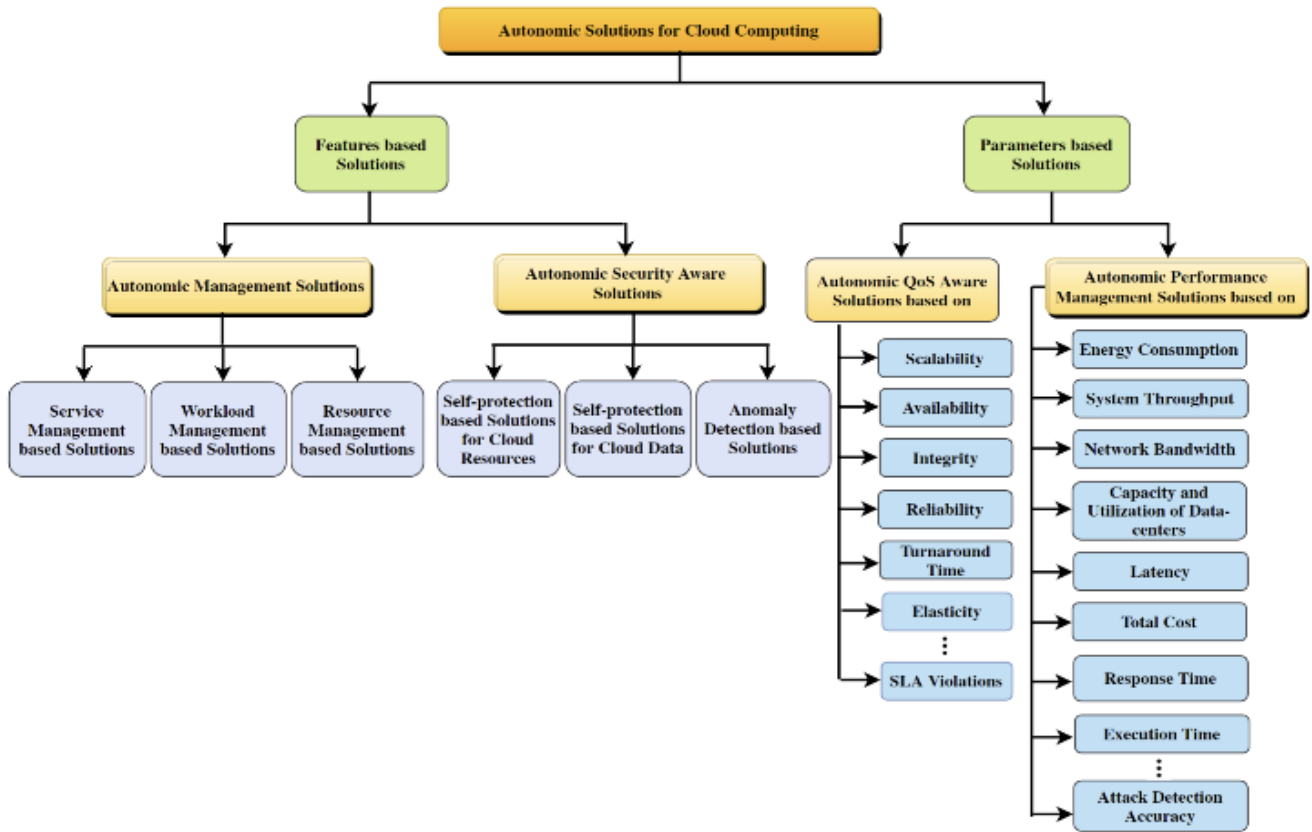 Autonomic Solutions for Cloud Computing
Features based
Solutions
Parameters based
Solutions
Autonomic Management Solutions
Autonomic Security Aware
Solutions
Autonomic QoS Aware
Solutions based on
Autonomic Performance
Management Solutions based on
Service
Management
based Solutions
Workload
Management
based Solutions
Resource
Management
based Solutions
Self-protection
based Solutions
for Cloud
Resources
Self-protection
based Solutions
for Cloud Data
Anomaly
Detection based
Solutions
Scalability
Availability
Integrity
Reliability
Turnaround
Time
Elasticity
SLA Violations
Energy Consumption
System Throughput
Network Bandwidth
Capacity and
Utilization of Data-
centers
Latency
Total Cost
Response Time
Execution Time
Attack Detection
Accuracy